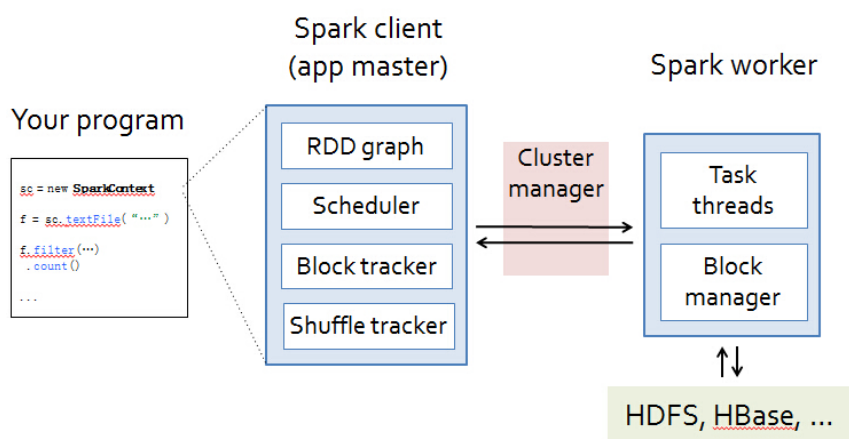 Your program
sc = new SparkContext
f = sc.textFile( “…” )
f.filter(…)
.count()
...
Spark client
(app master)
RDD graph
Scheduler
Block tracker
Shuffle tracker
Cluster
manager
Spark worker
Task
threads
Block
manager
HDFS, HBase, …